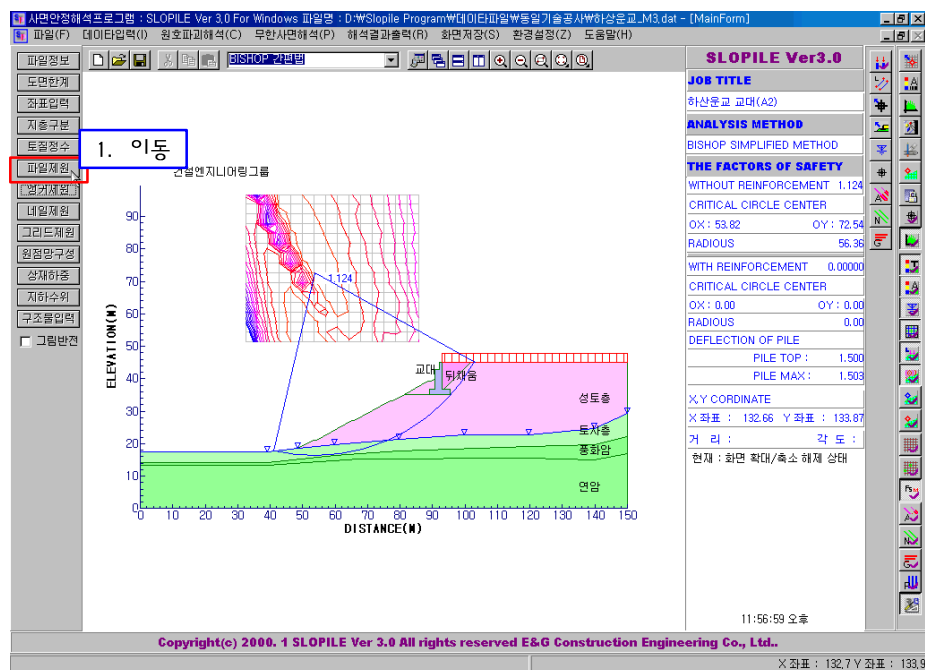 사면안정해석프로그램 : SLOPILE Ver 3,0 For Windows 파일명 : D:₩Slopile Program₩데이타파일₩동일기술공사₩하상운교_M3,dat - [MainForm]
파일(F) 데이타입력(I) 원호파괴해석(C) 무한사면해석(P) 해석결과출력(R) 화면저장(S) 환경설정(Z) 도움말(H)
BISHOP 간편법
파일정보
도면한계
좌표입력
지층구분
토질정수
파일제원
앵커제원
네일제원
그리드제원
원점망구성
상재하중
지하수위
구조물입력
그림반전
1. 이동
건설엔지니어링그룹
1.124
교대
뒤채움
성토층
토사층
풍화암
연암
ELEVATION(M)
90
80
70
60
50
40
30
20
10
0
0 10 20 30 40 50 60 70 80 90 100 110 120 130 140 150
DISTANCE(M)
SLOPILE Ver3.0
JOB TITLE
하산운교 교대(A2)
ANALYSIS METHOD
BISHOP SIMPLIFIED METHOD
THE FACTORS OF SAFETY
WITHOUT REINFORCEMENT 1.124
CRITICAL CIRCLE CENTER
OX : 53.82 OY : 72.54
RADIOUS 56.36
WITH REINFORCEMENT 0.00000
CRITICAL CIRCLE CENTER
OX : 0.00 OY : 0.00
RADIOUS 0.00
DEFLECTION OF PILE
PILE TOP : 1.500
PILE MAX : 1.503
X,Y CORDINATE
X 좌표 : 132.66 Y 좌표 : 133.87
거 리 : 각 도 :
현재 : 화면 확대/축소 해제 상태
11:56:59 오후
Copyright(c) 2000. 1 SLOPILE Ver 3.0 All rights reserved E&G Construction Engineering Co., Ltd..
X 좌표 : 132,7 Y 좌표 : 133,9